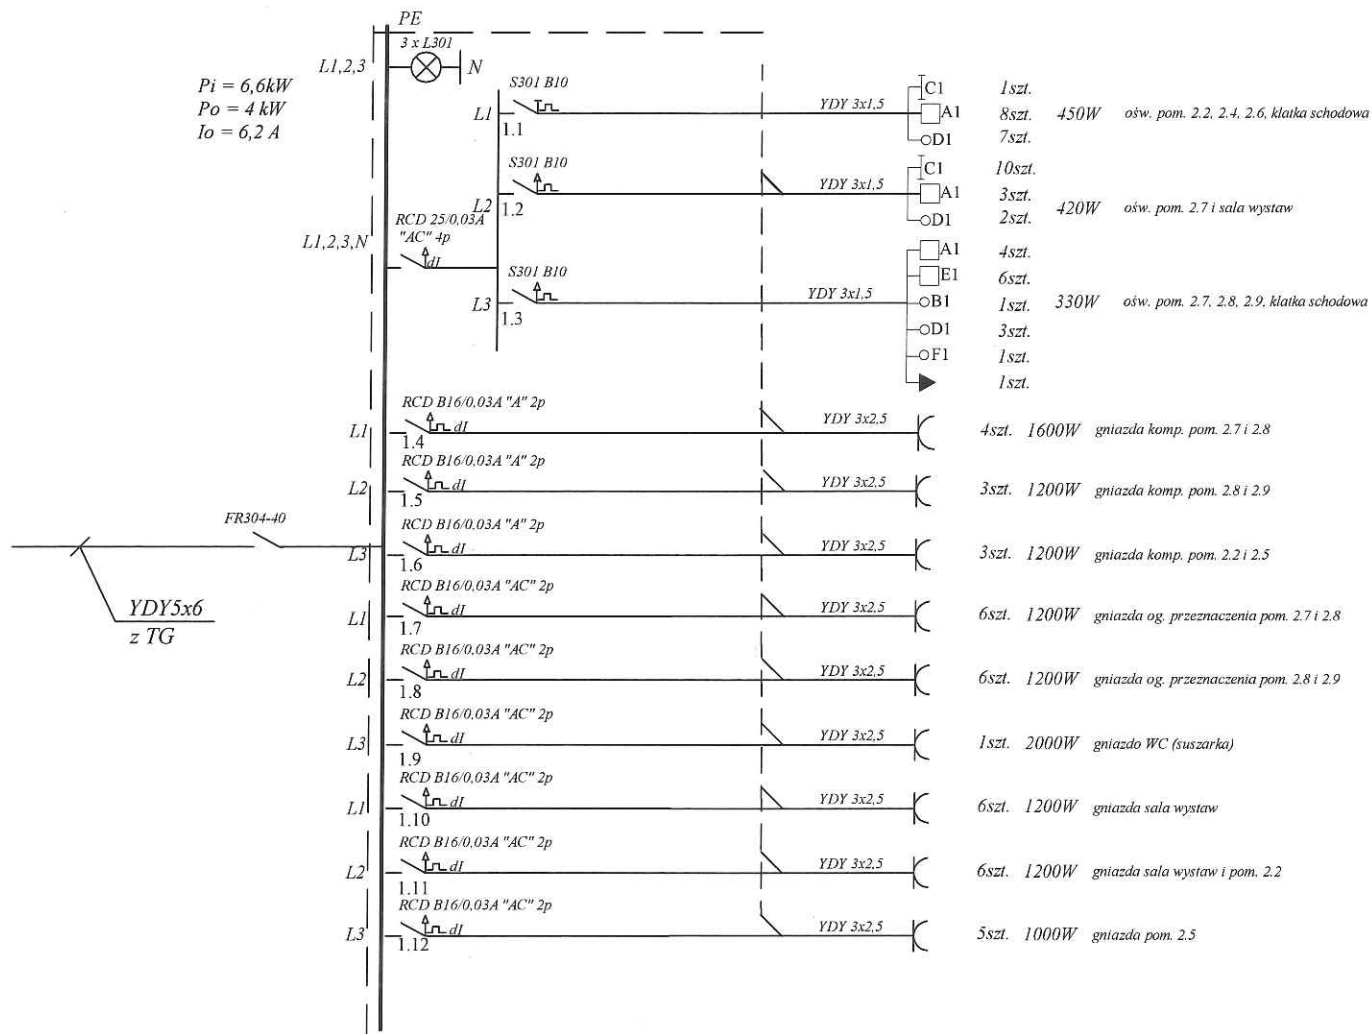 PE
3 x L301
L1,2,3
N
Pi = 6,6kW
Po = 4 kW
Io = 6,2 A
S301 B10
L1
1.1
YDY 3x1,5
C1 1szt.
A1 8szt. 450W ośw. pom. 2.2, 2.4, 2.6, klatka schodowa
D1 7szt.
S301 B10
L2
1.2
YDY 3x1,5
C1 10szt.
A1 3szt.
420W ośw. pom. 2.7 i sala wystaw
D1 2szt.
RCD 25/0,03A
"AC" 4p
L1,2,3,N
dI
S301 B10
L3
1.3
YDY 3x1,5
A1 4szt.
E1 6szt.
B1 1szt. 330W ośw. pom. 2.7, 2.8, 2.9, klatka schodowa
D1 3szt.
F1 1szt.
1szt.
RCD B16/0,03A "A" 2p
L1 dI YDY 3x2,5 4szt. 1600W gniazda komp. pom. 2.7 i 2.8
1.4
RCD B16/0,03A "A" 2p
L2 dI YDY 3x2,5 3szt. 1200W gniazda komp. pom. 2.8 i 2.9
1.5
FR304-40
RCD B16/0,03A "A" 2p
L3 dI YDY 3x2,5 3szt. 1200W gniazda komp. pom. 2.2 i 2.5
1.6
YDY5x6
z TG
RCD B16/0,03A "AC" 2p
L1 dI YDY 3x2,5 6szt. 1200W gniazda og. przeznaczenia pom. 2.7 i 2.8
1.7
RCD B16/0,03A "AC" 2p
L2 dI YDY 3x2,5 6szt. 1200W gniazda og. przeznaczenia pom. 2.8 i 2.9
1.8
RCD B16/0,03A "AC" 2p
L3 dI YDY 3x2,5 1szt. 2000W gniazdo WC (suszarka)
1.9
RCD B16/0,03A "AC" 2p
L1 dI YDY 3x2,5 6szt. 1200W gniazda sala wystaw
1.10
RCD B16/0,03A "AC" 2p
L2 dI YDY 3x2,5 6szt. 1200W gniazda sala wystaw i pom. 2.2
1.11
RCD B16/0,03A "AC" 2p
L3 dI YDY 3x2,5 5szt. 1000W gniazda pom. 2.5
1.12